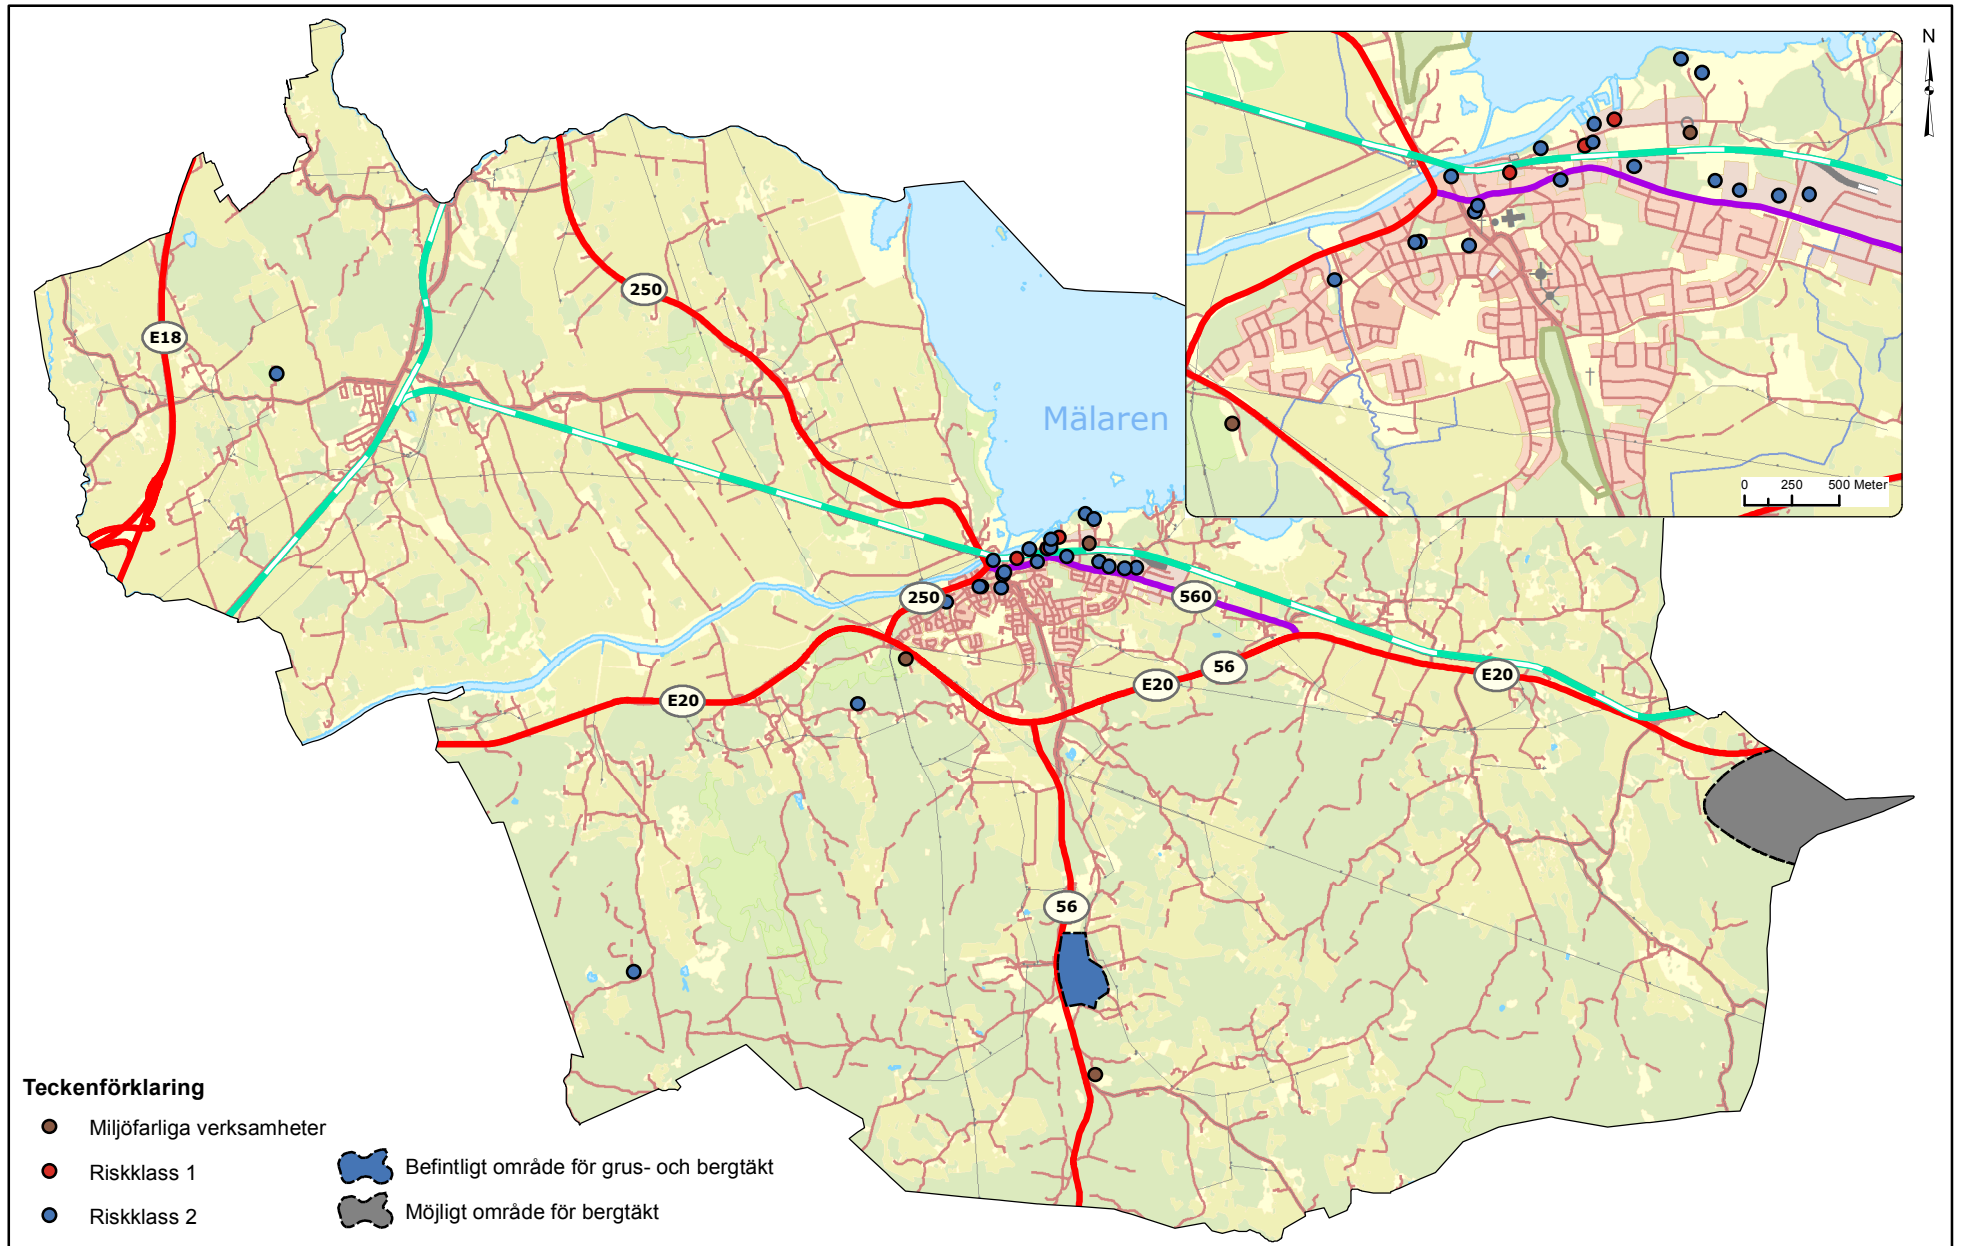 N
E18
250
Mälaren
0 250 500 Meter
250
560
56
E20
E20
E20
56
Teckenförklaring
Miljöfarliga verksamheter
Riskklass 1
Riskklass 2
Befintligt område för grus- och bergtäkt
Möjligt område för bergtäkt